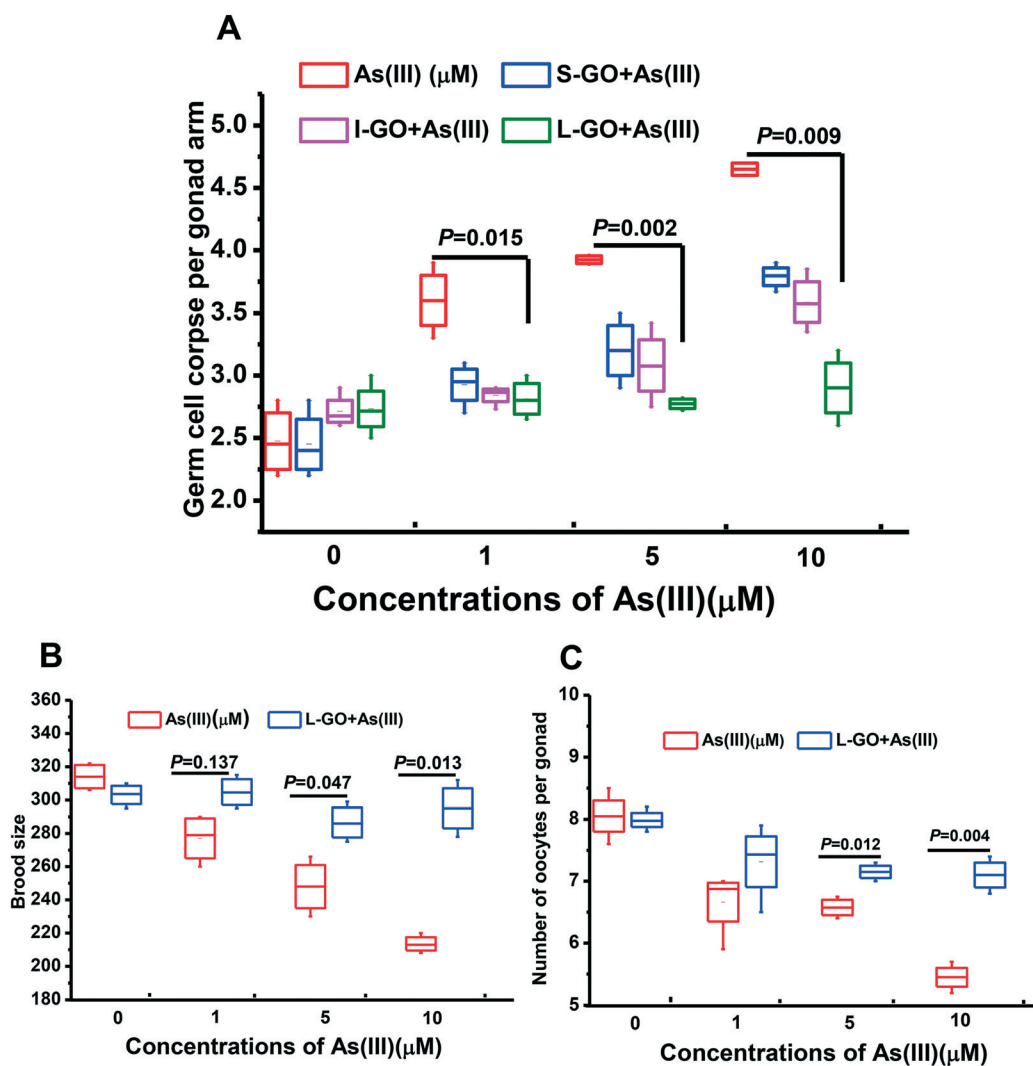 A
As(III) (μM)
S-GO+As(III)
I-GO+As(III)
L-GO+As(III)
Germ cell corpse per gonad arm
5.0
4.5
4.0
3.5
3.0
2.5
2.0
P=0.015
P=0.002
P=0.009
0
1
5
10
Concentrations of As(III)(μM)
B
As(III)(μM)
L-GO+As(III)
Brood size
360
340
320
300
280
260
240
220
200
180
P=0.137
P=0.047
P=0.013
0
1
5
10
Concentrations of As(III)(μM)
C
As(III)(μM)
L-GO+As(III)
Number of oocytes per gonad
10
9
8
7
6
5
P=0.012
P=0.004
0
1
5
10
Concentrations of As(III)(μM)